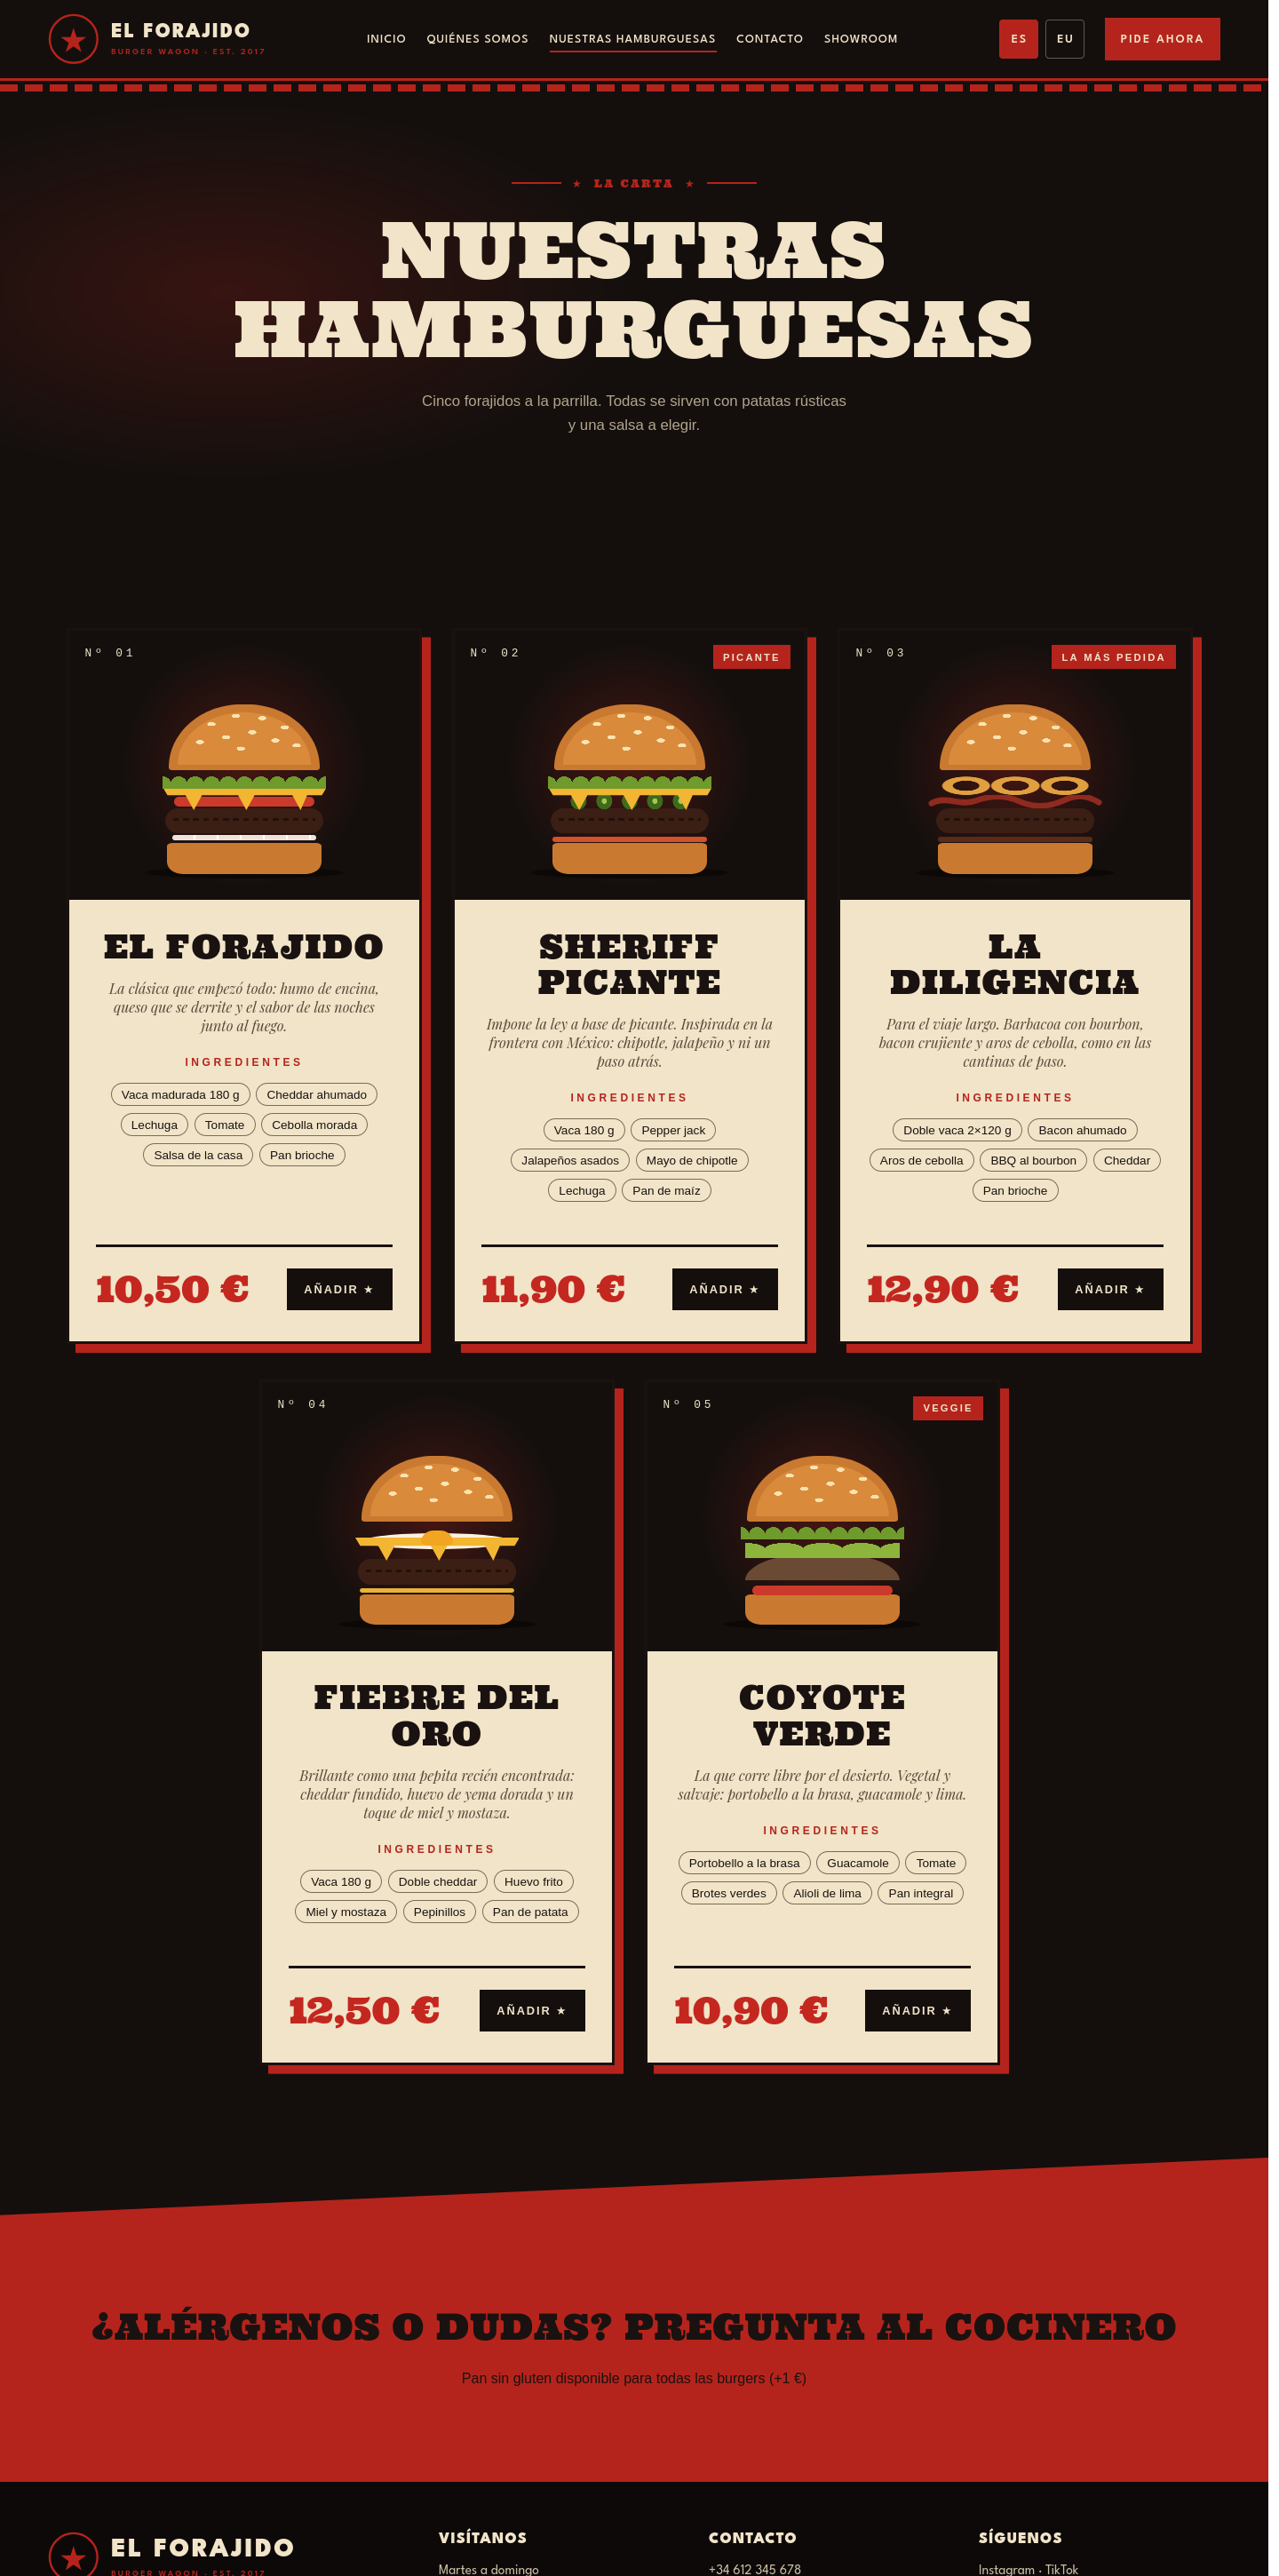 EL FORAJIDO
BURGER WAGON · EST. 2017
INICIO QUIÉNES SOMOS NUESTRAS HAMBURGUESAS CONTACTO SHOWROOM
ES EU PIDE AHORA
★ LA CARTA ★
NUESTRAS
HAMBURGUESAS
Cinco forajidos a la parrilla. Todas se sirven con patatas rústicas
y una salsa a elegir.
Nº 01
EL FORAJIDO
La clásica que empezó todo: humo de encina,
queso que se derrite y el sabor de las noches
junto al fuego.
INGREDIENTES
Vaca madurada 180 g Cheddar ahumado
Lechuga Tomate Cebolla morada
Salsa de la casa Pan brioche
10,50 € AÑADIR ★
Nº 02 PICANTE
SHERIFF
PICANTE
Impone la ley a base de picante. Inspirada en la
frontera con México: chipotle, jalapeño y ni un
paso atrás.
INGREDIENTES
Vaca 180 g Pepper jack
Jalapeños asados Mayo de chipotle
Lechuga Pan de maíz
11,90 € AÑADIR ★
Nº 03 LA MÁS PEDIDA
LA
DILIGENCIA
Para el viaje largo. Barbacoa con bourbon,
bacon crujiente y aros de cebolla, como en las
cantinas de paso.
INGREDIENTES
Doble vaca 2×120 g Bacon ahumado
Aros de cebolla BBQ al bourbon Cheddar
Pan brioche
12,90 € AÑADIR ★
Nº 04
FIEBRE DEL
ORO
Brillante como una pepita recién encontrada:
cheddar fundido, huevo de yema dorada y un
toque de miel y mostaza.
INGREDIENTES
Vaca 180 g Doble cheddar Huevo frito
Miel y mostaza Pepinillos Pan de patata
12,50 € AÑADIR ★
Nº 05 VEGGIE
COYOTE
VERDE
La que corre libre por el desierto. Vegetal y
salvaje: portobello a la brasa, guacamole y lima.
INGREDIENTES
Portobello a la brasa Guacamole Tomate
Brotes verdes Alioli de lima Pan integral
10,90 € AÑADIR ★
¿ALÉRGENOS O DUDAS? PREGUNTA AL COCINERO
Pan sin gluten disponible para todas las burgers (+1 €)
EL FORAJIDO
BURGER WAGON · EST. 2017
VISÍTANOS
Martes a domingo
CONTACTO
+34 612 345 678
SÍGUENOS
Instagram · TikTok